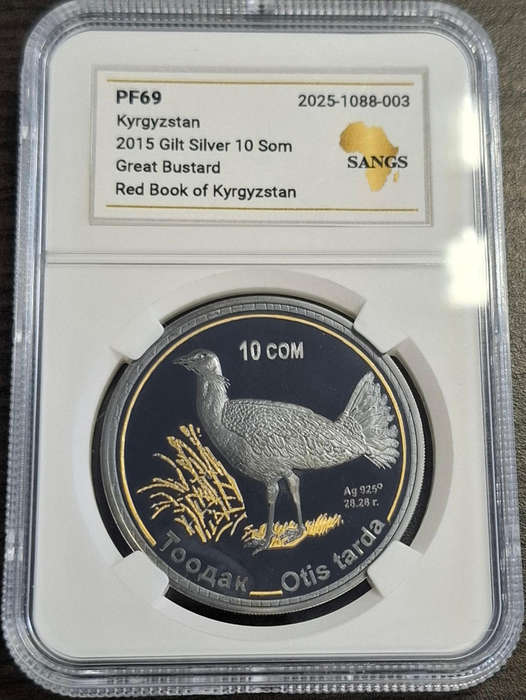 PF69
2025-1088-003
Kyrgyzstan
2015 Gilt Silver 10 Som
Great Bustard
Red Book of Kyrgyzstan
SANGS
10 СОМ
Ag 925°
28.28 г.
Тоодак Otis tarda